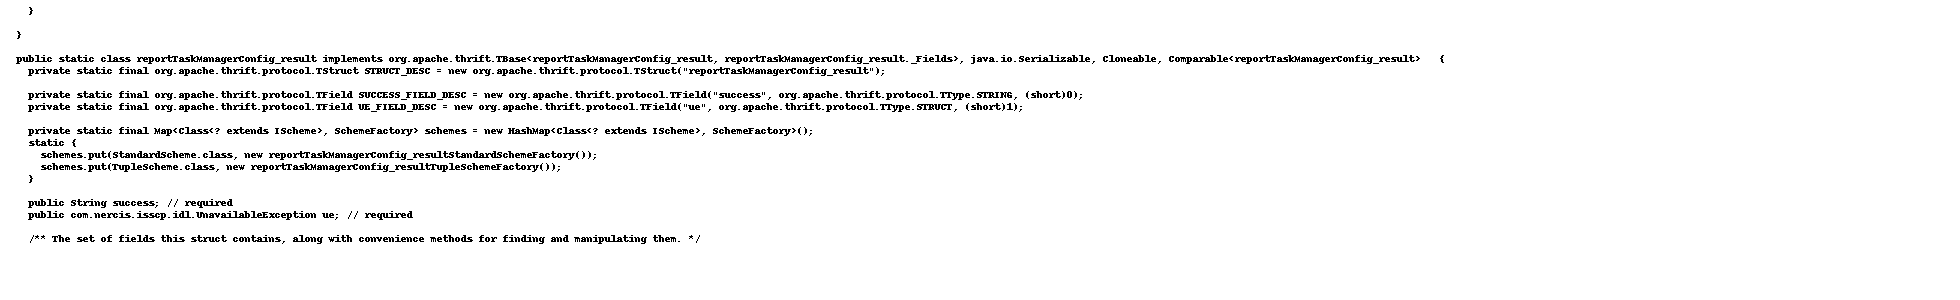 }
}
public static class reportTaskManagerConfig_result implements org.apache.thrift.TBase<reportTaskManagerConfig_result, reportTaskManagerConfig_result._Fields>, java.io.Serializable, Cloneable, Comparable<reportTaskManagerConfig_result>   {
private static final org.apache.thrift.protocol.TStruct STRUCT_DESC = new org.apache.thrift.protocol.TStruct("reportTaskManagerConfig_result");
private static final org.apache.thrift.protocol.TField SUCCESS_FIELD_DESC = new org.apache.thrift.protocol.TField("success", org.apache.thrift.protocol.TType.STRING, (short)0);
private static final org.apache.thrift.protocol.TField UE_FIELD_DESC = new org.apache.thrift.protocol.TField("ue", org.apache.thrift.protocol.TType.STRUCT, (short)1);
private static final Map<Class<? extends IScheme>, SchemeFactory> schemes = new HashMap<Class<? extends IScheme>, SchemeFactory>();
static {
schemes.put(StandardScheme.class, new reportTaskManagerConfig_resultStandardSchemeFactory());
schemes.put(TupleScheme.class, new reportTaskManagerConfig_resultTupleSchemeFactory());
}
public String success; // required
public com.nercis.isscp.idl.UnavailableException ue; // required
/** The set of fields this struct contains, along with convenience methods for finding and manipulating them. */